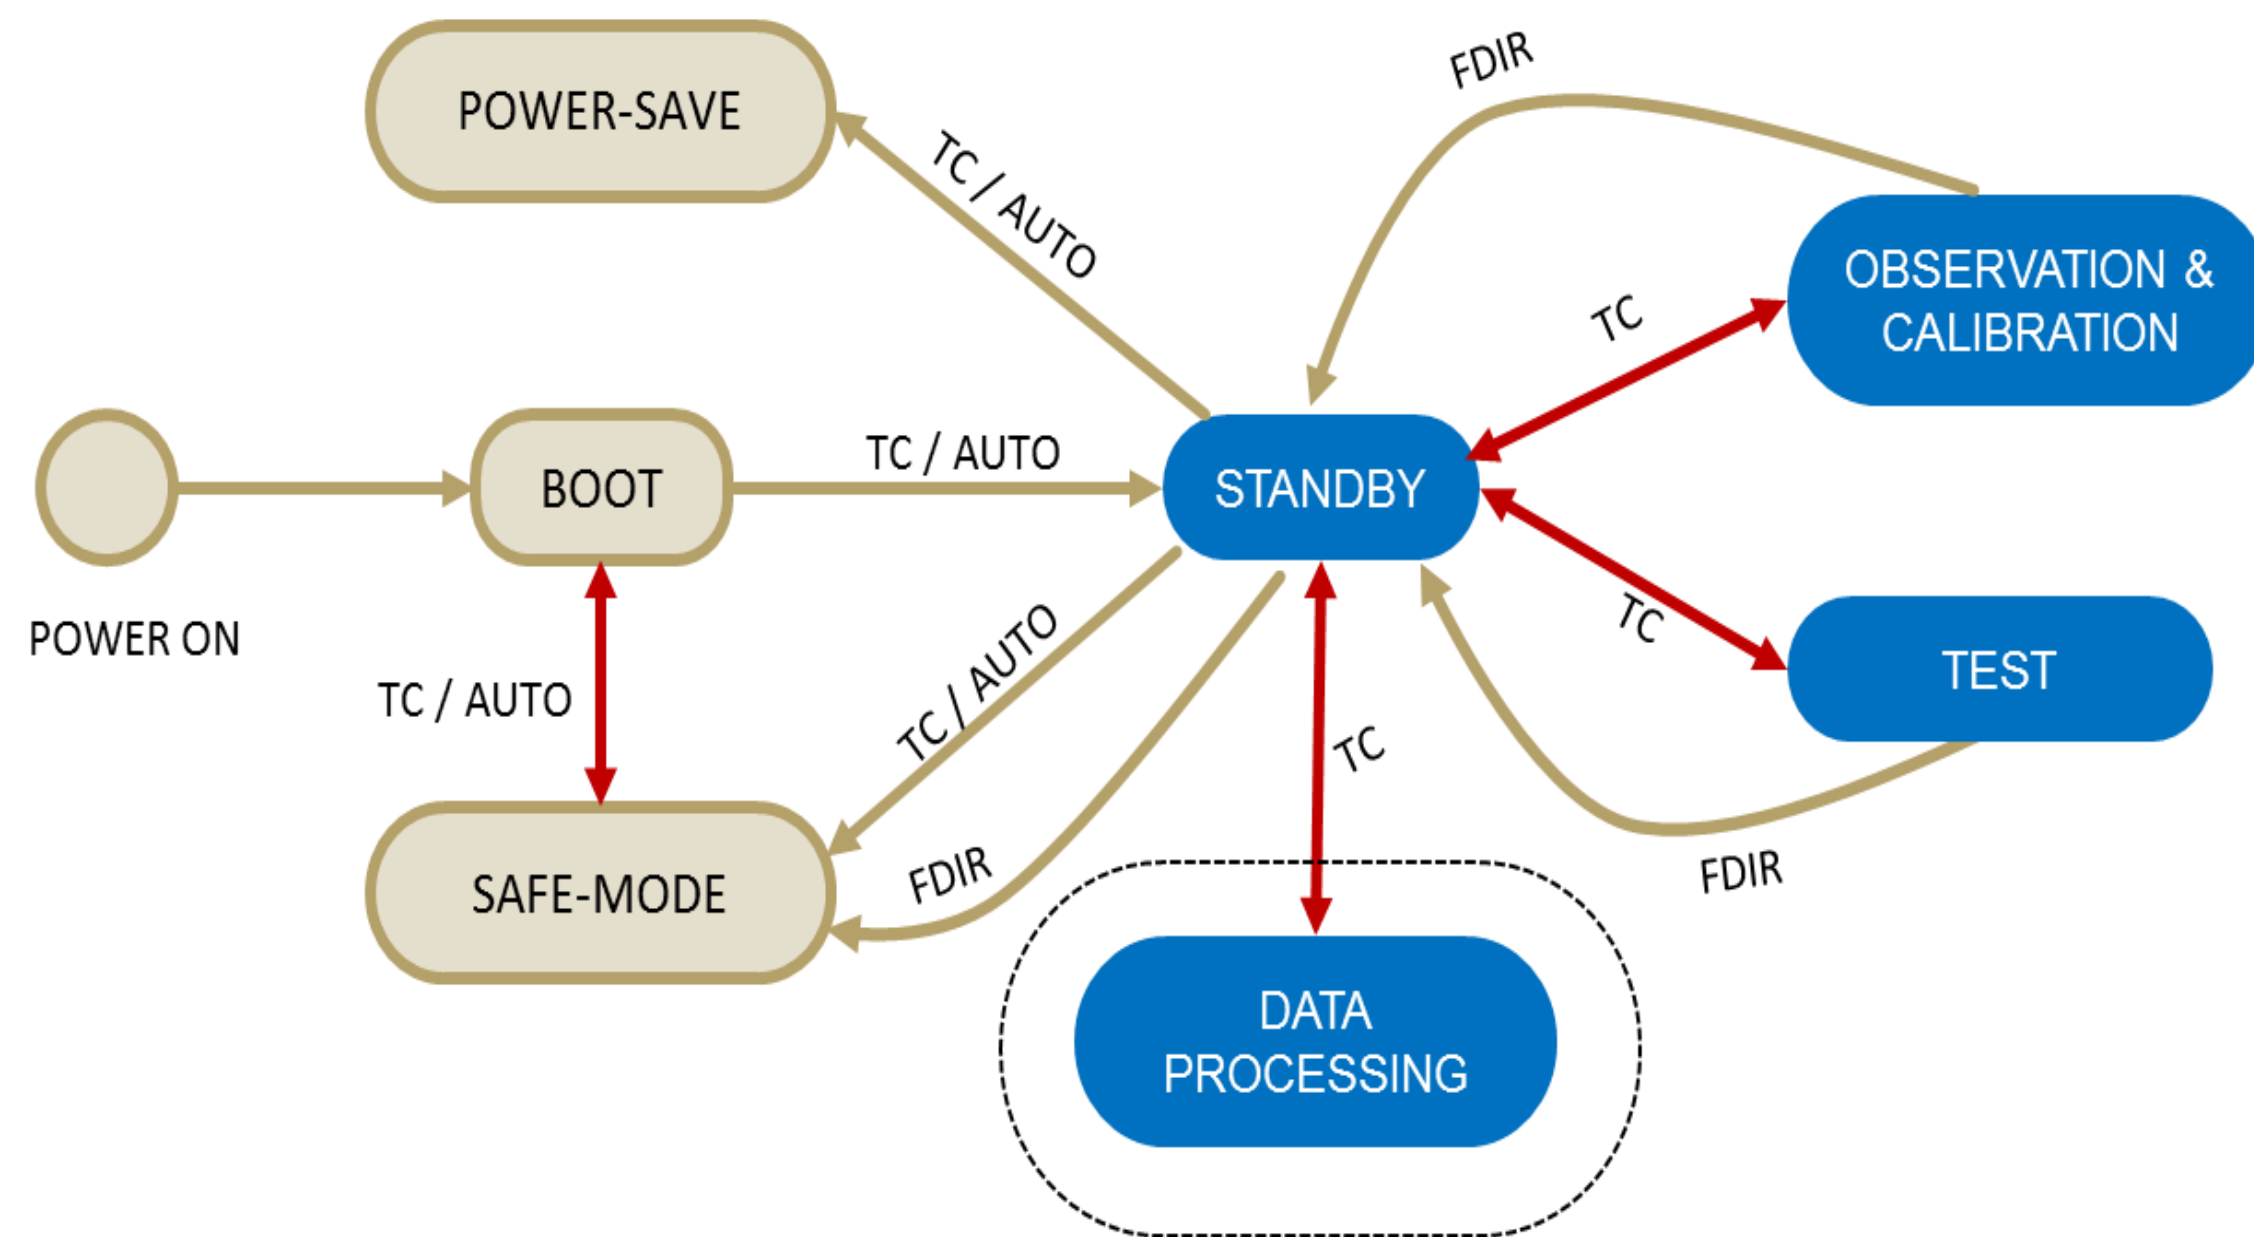 FDIR
POWER-SAVE
TC / AUTO
OBSERVATION &
CALIBRATION
TC
TC / AUTO
BOOT
STANDBY
POWER ON
TC / AUTO
TC / AUTO
TC
TEST
TC
SAFE-MODE
FDIR
FDIR
DATA
PROCESSING